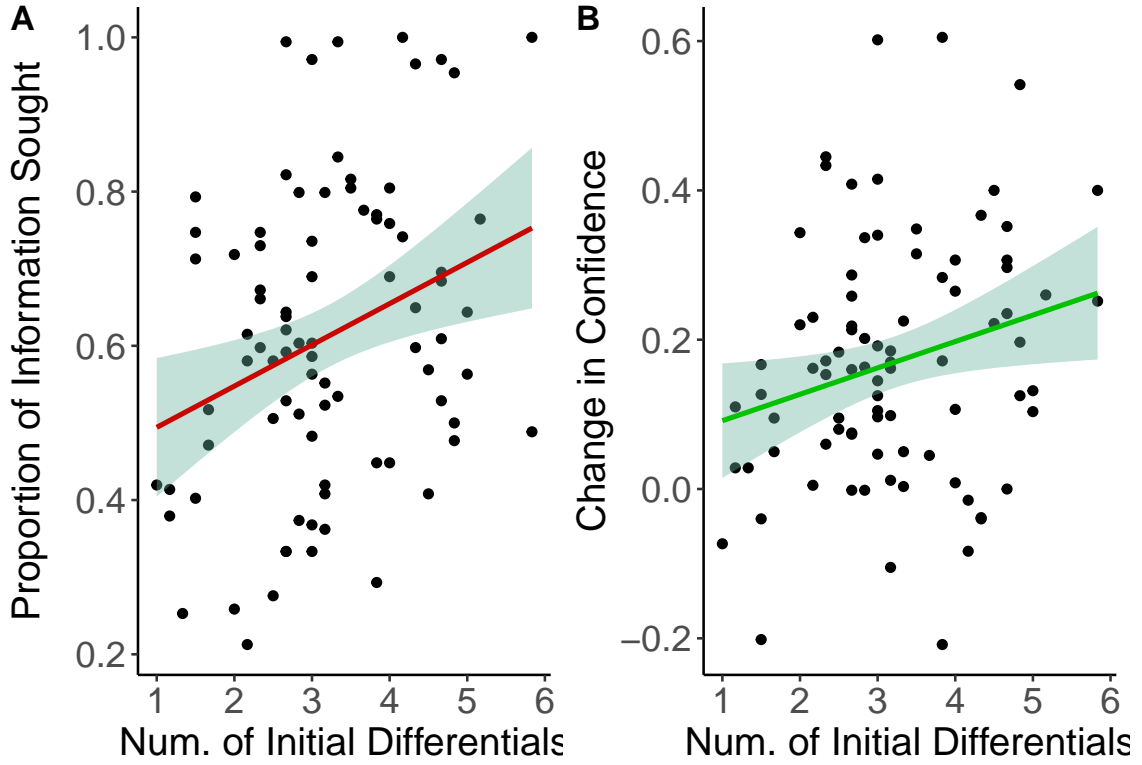 A
Proportion of Information Sought
1.0
0.8
0.6
0.4
0.2
1 2 3 4 5 6
Num. of Initial Differentials
B
Change in Confidence
0.6
0.4
0.2
0.0
−0.2
1 2 3 4 5 6
Num. of Initial Differentials